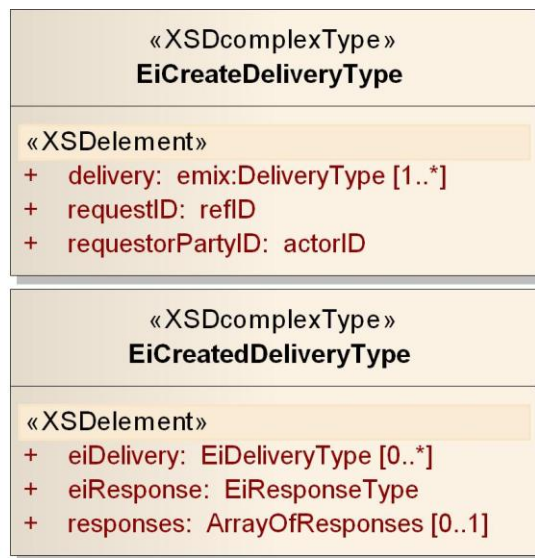 «XSDcomplexType»
EiCreateDeliveryType
«XSDelement»
+ delivery: emix:DeliveryType [1..*]
+ requestID: refID
+ requestorPartyID: actorID
«XSDcomplexType»
EiCreatedDeliveryType
«XSDelement»
+ eiDelivery: EiDeliveryType [0..*]
+ eiResponse: EiResponseType
+ responses: ArrayOfResponses [0..1]